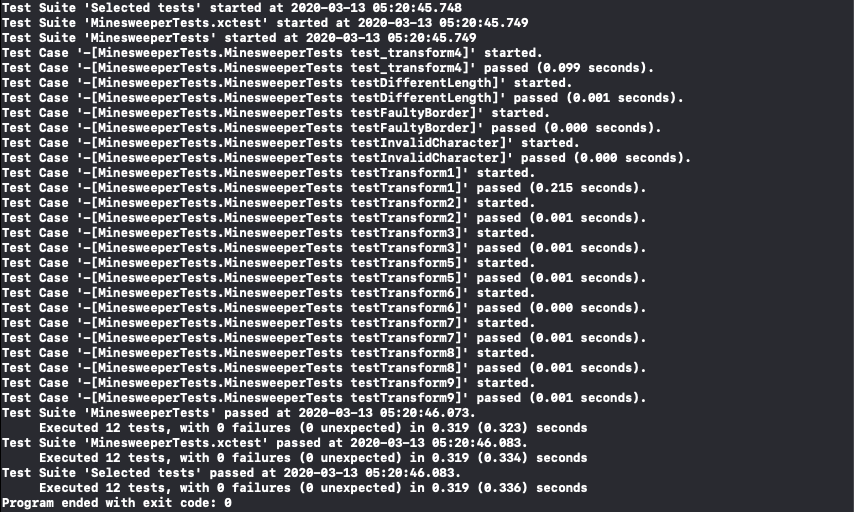 Test Suite 'Selected tests' started at 2020-03-13 05:20:45.748
Test Suite 'MinesweeperTests.xctest' started at 2020-03-13 05:20:45.749
Test Suite 'MinesweeperTests' started at 2020-03-13 05:20:45.749
Test Case '-[MinesweeperTests.MinesweeperTests test_transform4]' started.
Test Case '-[MinesweeperTests.MinesweeperTests test_transform4]' passed (0.099 seconds).
Test Case '-[MinesweeperTests.MinesweeperTests testDifferentLength]' started.
Test Case '-[MinesweeperTests.MinesweeperTests testDifferentLength]' passed (0.001 seconds).
Test Case '-[MinesweeperTests.MinesweeperTests testFaultyBorder]' started.
Test Case '-[MinesweeperTests.MinesweeperTests testFaultyBorder]' passed (0.000 seconds).
Test Case '-[MinesweeperTests.MinesweeperTests testInvalidCharacter]' started.
Test Case '-[MinesweeperTests.MinesweeperTests testInvalidCharacter]' passed (0.000 seconds).
Test Case '-[MinesweeperTests.MinesweeperTests testTransform1]' started.
Test Case '-[MinesweeperTests.MinesweeperTests testTransform1]' passed (0.215 seconds).
Test Case '-[MinesweeperTests.MinesweeperTests testTransform2]' started.
Test Case '-[MinesweeperTests.MinesweeperTests testTransform2]' passed (0.001 seconds).
Test Case '-[MinesweeperTests.MinesweeperTests testTransform3]' started.
Test Case '-[MinesweeperTests.MinesweeperTests testTransform3]' passed (0.001 seconds).
Test Case '-[MinesweeperTests.MinesweeperTests testTransform5]' started.
Test Case '-[MinesweeperTests.MinesweeperTests testTransform5]' passed (0.001 seconds).
Test Case '-[MinesweeperTests.MinesweeperTests testTransform6]' started.
Test Case '-[MinesweeperTests.MinesweeperTests testTransform6]' passed (0.000 seconds).
Test Case '-[MinesweeperTests.MinesweeperTests testTransform7]' started.
Test Case '-[MinesweeperTests.MinesweeperTests testTransform7]' passed (0.001 seconds).
Test Case '-[MinesweeperTests.MinesweeperTests testTransform8]' started.
Test Case '-[MinesweeperTests.MinesweeperTests testTransform8]' passed (0.001 seconds).
Test Case '-[MinesweeperTests.MinesweeperTests testTransform9]' started.
Test Case '-[MinesweeperTests.MinesweeperTests testTransform9]' passed (0.001 seconds).
Test Suite 'MinesweeperTests' passed at 2020-03-13 05:20:46.073.
Executed 12 tests, with 0 failures (0 unexpected) in 0.319 (0.323) seconds
Test Suite 'MinesweeperTests.xctest' passed at 2020-03-13 05:20:46.083.
Executed 12 tests, with 0 failures (0 unexpected) in 0.319 (0.334) seconds
Test Suite 'Selected tests' passed at 2020-03-13 05:20:46.083.
Executed 12 tests, with 0 failures (0 unexpected) in 0.319 (0.336) seconds
Program ended with exit code: 0